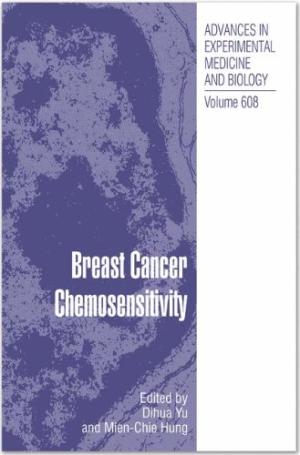 ADVANCES IN
EXPERIMENTAL
MEDICINE
AND BIOLOGY
Volume 608
Breast Cancer
Chemosensitivity
Edited by
Dihua Yu
and Mien-Chie Hung